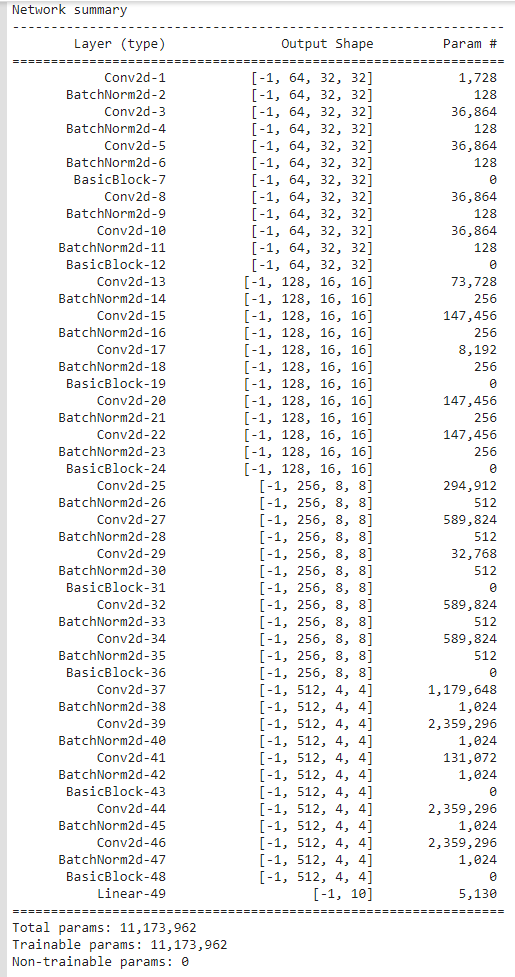 Network summary
----------------------------------------------------------------
        Layer (type)               Output Shape         Param #
================================================================
            Conv2d-1           [-1, 64, 32, 32]           1,728
       BatchNorm2d-2           [-1, 64, 32, 32]             128
            Conv2d-3           [-1, 64, 32, 32]          36,864
       BatchNorm2d-4           [-1, 64, 32, 32]             128
            Conv2d-5           [-1, 64, 32, 32]          36,864
       BatchNorm2d-6           [-1, 64, 32, 32]             128
        BasicBlock-7           [-1, 64, 32, 32]               0
            Conv2d-8           [-1, 64, 32, 32]          36,864
       BatchNorm2d-9           [-1, 64, 32, 32]             128
           Conv2d-10           [-1, 64, 32, 32]          36,864
      BatchNorm2d-11           [-1, 64, 32, 32]             128
       BasicBlock-12           [-1, 64, 32, 32]               0
           Conv2d-13          [-1, 128, 16, 16]          73,728
      BatchNorm2d-14          [-1, 128, 16, 16]             256
           Conv2d-15          [-1, 128, 16, 16]         147,456
      BatchNorm2d-16          [-1, 128, 16, 16]             256
           Conv2d-17          [-1, 128, 16, 16]           8,192
      BatchNorm2d-18          [-1, 128, 16, 16]             256
       BasicBlock-19          [-1, 128, 16, 16]               0
           Conv2d-20          [-1, 128, 16, 16]         147,456
      BatchNorm2d-21          [-1, 128, 16, 16]             256
           Conv2d-22          [-1, 128, 16, 16]         147,456
      BatchNorm2d-23          [-1, 128, 16, 16]             256
       BasicBlock-24          [-1, 128, 16, 16]               0
           Conv2d-25            [-1, 256, 8, 8]         294,912
      BatchNorm2d-26            [-1, 256, 8, 8]             512
           Conv2d-27            [-1, 256, 8, 8]         589,824
      BatchNorm2d-28            [-1, 256, 8, 8]             512
           Conv2d-29            [-1, 256, 8, 8]          32,768
      BatchNorm2d-30            [-1, 256, 8, 8]             512
       BasicBlock-31            [-1, 256, 8, 8]               0
           Conv2d-32            [-1, 256, 8, 8]         589,824
      BatchNorm2d-33            [-1, 256, 8, 8]             512
           Conv2d-34            [-1, 256, 8, 8]         589,824
      BatchNorm2d-35            [-1, 256, 8, 8]             512
       BasicBlock-36            [-1, 256, 8, 8]               0
           Conv2d-37            [-1, 512, 4, 4]       1,179,648
      BatchNorm2d-38            [-1, 512, 4, 4]           1,024
           Conv2d-39            [-1, 512, 4, 4]       2,359,296
      BatchNorm2d-40            [-1, 512, 4, 4]           1,024
           Conv2d-41            [-1, 512, 4, 4]         131,072
      BatchNorm2d-42            [-1, 512, 4, 4]           1,024
       BasicBlock-43            [-1, 512, 4, 4]               0
           Conv2d-44            [-1, 512, 4, 4]       2,359,296
      BatchNorm2d-45            [-1, 512, 4, 4]           1,024
           Conv2d-46            [-1, 512, 4, 4]       2,359,296
      BatchNorm2d-47            [-1, 512, 4, 4]           1,024
       BasicBlock-48            [-1, 512, 4, 4]               0
           Linear-49                   [-1, 10]           5,130
================================================================
Total params: 11,173,962
Trainable params: 11,173,962
Non-trainable params: 0